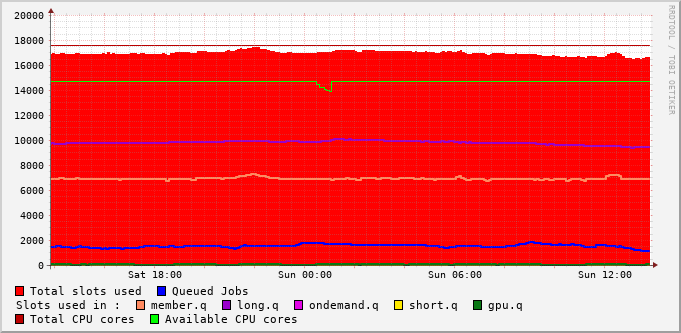 20000
18000
16000
14000
12000
10000
8000
6000
4000
2000
0
Sat 18:00 Sun 00:00 Sun 06:00 Sun 12:00
RRDTOOL / TOBI OETIKER
Total slots used Queued Jobs
Slots used in : member.q long.q ondemand.q short.q gpu.q
Total CPU cores Available CPU cores